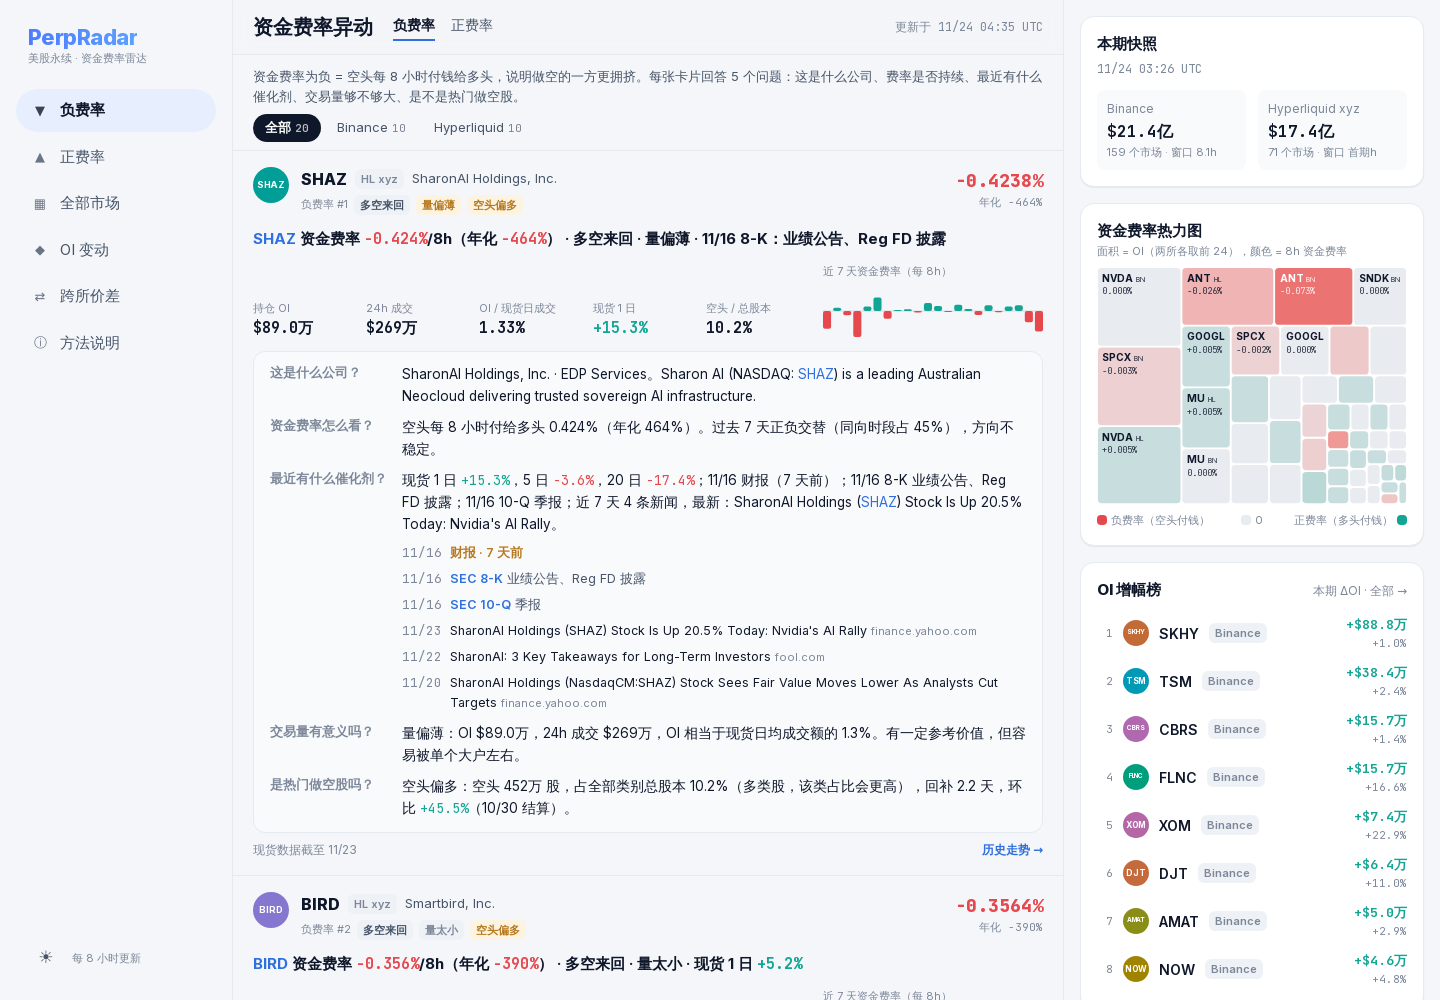 PerpRadar
美股永续 · 资金费率雷达
▼ 负费率
▲ 正费率
▦ 全部市场
◆ OI 变动
⇄ 跨所价差
ⓘ 方法说明
☀ 每 8 小时更新
资金费率异动 负费率 正费率 更新于 11/24 04:35 UTC
资金费率为负 = 空头每 8 小时付钱给多头，说明做空的一方更拥挤。每张卡片回答 5 个问题：这是什么公司、费率是否持续、最近有什么
催化剂、交易量够不够大、是不是热门做空股。
全部 20 Binance 10 Hyperliquid 10
SHAZ SHAZ HL xyz SharonAI Holdings, Inc. -0.4238%
负费率 #1 多空来回 量偏薄 空头偏多 年化 -464%
SHAZ 资金费率 -0.424%/8h（年化 -464%） · 多空来回 · 量偏薄 · 11/16 8-K：业绩公告、Reg FD 披露
近 7 天资金费率（每 8h）
持仓 OI 24h 成交 OI / 现货日成交 现货 1 日 空头 / 总股本
$89.0万 $269万 1.33% +15.3% 10.2%
这是什么公司？ SharonAI Holdings, Inc. · EDP Services。Sharon AI (NASDAQ: SHAZ) is a leading Australian
Neocloud delivering trusted sovereign AI infrastructure.
资金费率怎么看？ 空头每 8 小时付给多头 0.424%（年化 464%）。过去 7 天正负交替（同向时段占 45%），方向不
稳定。
最近有什么催化剂？ 现货 1 日 +15.3%，5 日 -3.6%，20 日 -17.4%；11/16 财报（7 天前）；11/16 8-K 业绩公告、Reg
FD 披露；11/16 10-Q 季报；近 7 天 4 条新闻，最新：SharonAI Holdings (SHAZ) Stock Is Up 20.5%
Today: Nvidia's AI Rally。
11/16 财报 · 7 天前
11/16 SEC 8-K 业绩公告、Reg FD 披露
11/16 SEC 10-Q 季报
11/23 SharonAI Holdings (SHAZ) Stock Is Up 20.5% Today: Nvidia's AI Rally finance.yahoo.com
11/22 SharonAI: 3 Key Takeaways for Long-Term Investors fool.com
11/20 SharonAI Holdings (NasdaqCM:SHAZ) Stock Sees Fair Value Moves Lower As Analysts Cut
Targets finance.yahoo.com
交易量有意义吗？ 量偏薄：OI $89.0万，24h 成交 $269万，OI 相当于现货日均成交额的 1.3%。有一定参考价值，但容
易被单个大户左右。
是热门做空股吗？ 空头偏多：空头 452万 股，占全部类别总股本 10.2%（多类股，该类占比会更高），回补 2.2 天，环
比 +45.5%（10/30 结算）。
现货数据截至 11/23 历史走势 →
BIRD BIRD HL xyz Smartbird, Inc. -0.3564%
负费率 #2 多空来回 量太小 空头偏多 年化 -390%
BIRD 资金费率 -0.356%/8h（年化 -390%） · 多空来回 · 量太小 · 现货 1 日 +5.2%
近 7 天资金费率（每 8h）
本期快照
11/24 03:26 UTC
Binance
$21.4亿
159 个市场 · 窗口 8.1h
Hyperliquid xyz
$17.4亿
71 个市场 · 窗口 首期h
资金费率热力图
面积 = OI（两所各取前 24），颜色 = 8h 资金费率
NVDA BN
0.000%
ANT HL
-0.026%
ANT BN
-0.073%
SNDK BN
0.000%
SPCX BN
-0.003%
GOOGL
+0.005%
SPCX
-0.002%
GOOGL
0.000%
MU HL
+0.005%
NVDA HL
+0.005%
MU BN
0.000%
负费率（空头付钱） 0 正费率（多头付钱）
OI 增幅榜 本期 ΔOI · 全部 →
1 SKHY SKHY Binance +$88.8万
+1.0%
2 TSM TSM Binance +$38.4万
+2.4%
3 CBRS CBRS Binance +$15.7万
+1.4%
4 FLNC FLNC Binance +$15.7万
+16.6%
5 XOM XOM Binance +$7.4万
+22.9%
6 DJT DJT Binance +$6.4万
+11.0%
7 AMAT AMAT Binance +$5.0万
+2.9%
8 NOW NOW Binance +$4.6万
+4.8%